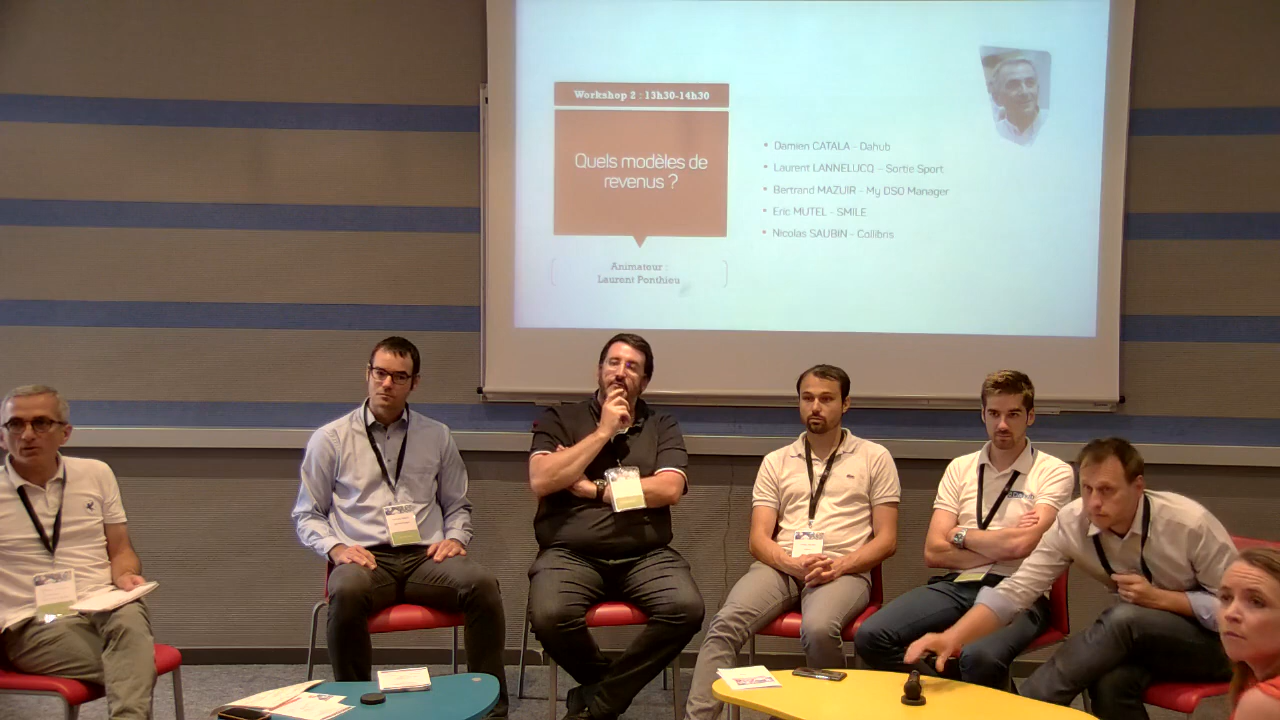 Workshop 2 : 13h30-14h30
Quels modèles de
revenus ?
Animateur :
Laurent Ponthieu
• Damien CATALA – Dahub
• Laurent LANNELUCQ – Sortie Sport
• Bertrand MAZUIR – My DSO Manager
• Eric MUTEL – SMILE
• Nicolas SAUBIN – Collibris